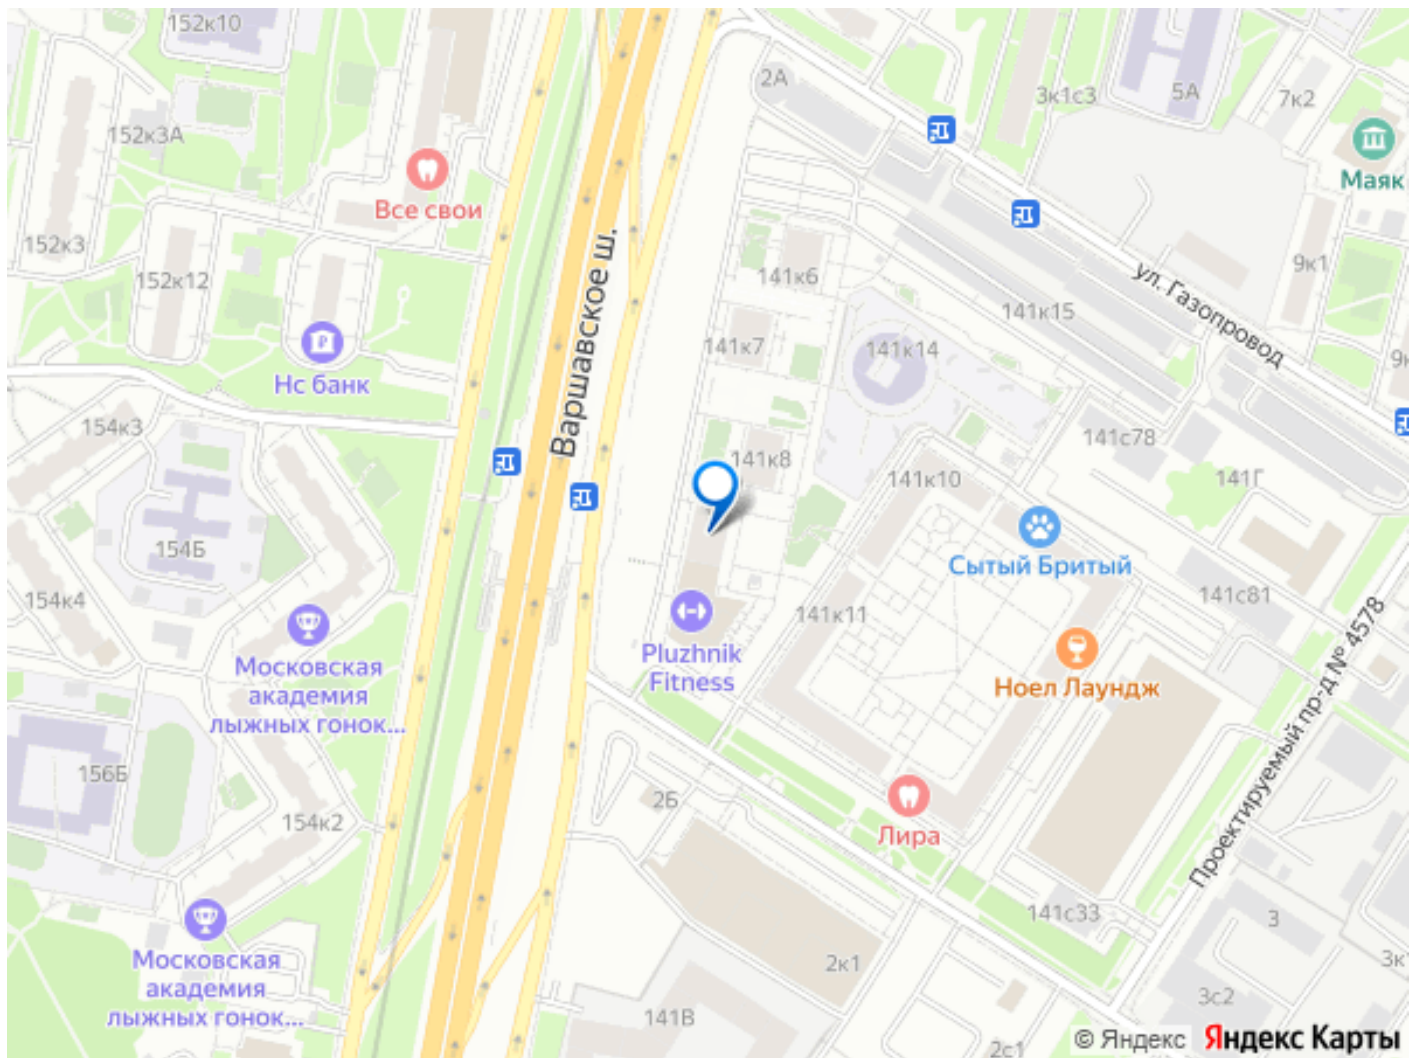 152к10
2А
3к1с3
5А
7к2
152к3А
Маяк
Все свои
152к3
152к12
141к6
9к1
ул. Газопровод
141к15
Варшавское ш.
141к7
141к14
Нс банк
154к3
141с78
141к8
141к10
141Г
154Б
Сытый Бритый
154к4
141к11
141с81
Pluzhnik
Fitness
Московская
академия
лыжных гонок...
Ноел Лаундж
Проектируемый пр-д № 4578
156Б
2Б
154к2
Лира
141с33
3
Московская
академия
лыжных гонок...
2к1
3с2
141В
2с1
© Яндекс Яндекс Карты